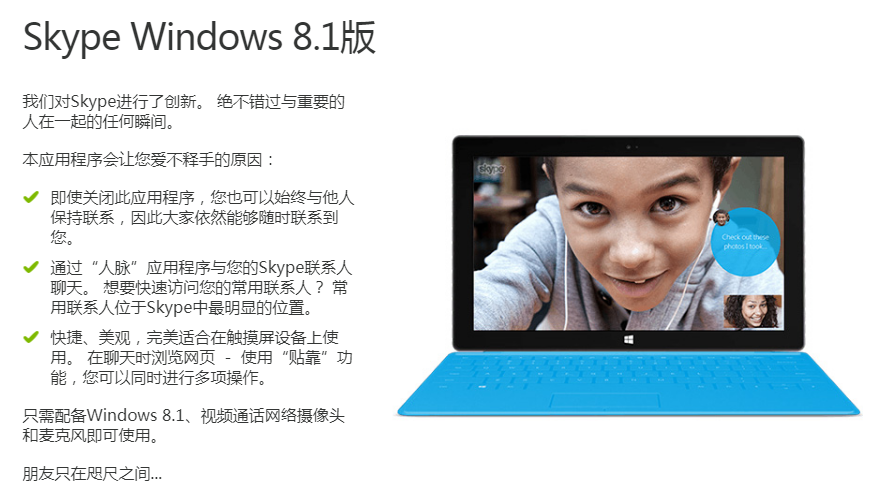 Skype Windows 8.1版
我们对Skype进行了创新。 绝不错过与重要的
人在一起的任何瞬间。
本应用程序会让您爱不释手的原因：
即使关闭此应用程序，您也可以始终与他人
保持联系，因此大家依然能够随时联系到
您。
通过“人脉”应用程序与您的Skype联系人
聊天。 想要快速访问您的常用联系人？ 常
用联系人位于Skype中最明显的位置。
快捷、美观，完美适合在触摸屏设备上使
用。 在聊天时浏览网页 - 使用“贴靠”功
能，您可以同时进行多项操作。
只需配备Windows 8.1、视频通话网络摄像头
和麦克风即可使用。
朋友只在咫尺之间...
skype
Check out these
photos I took...